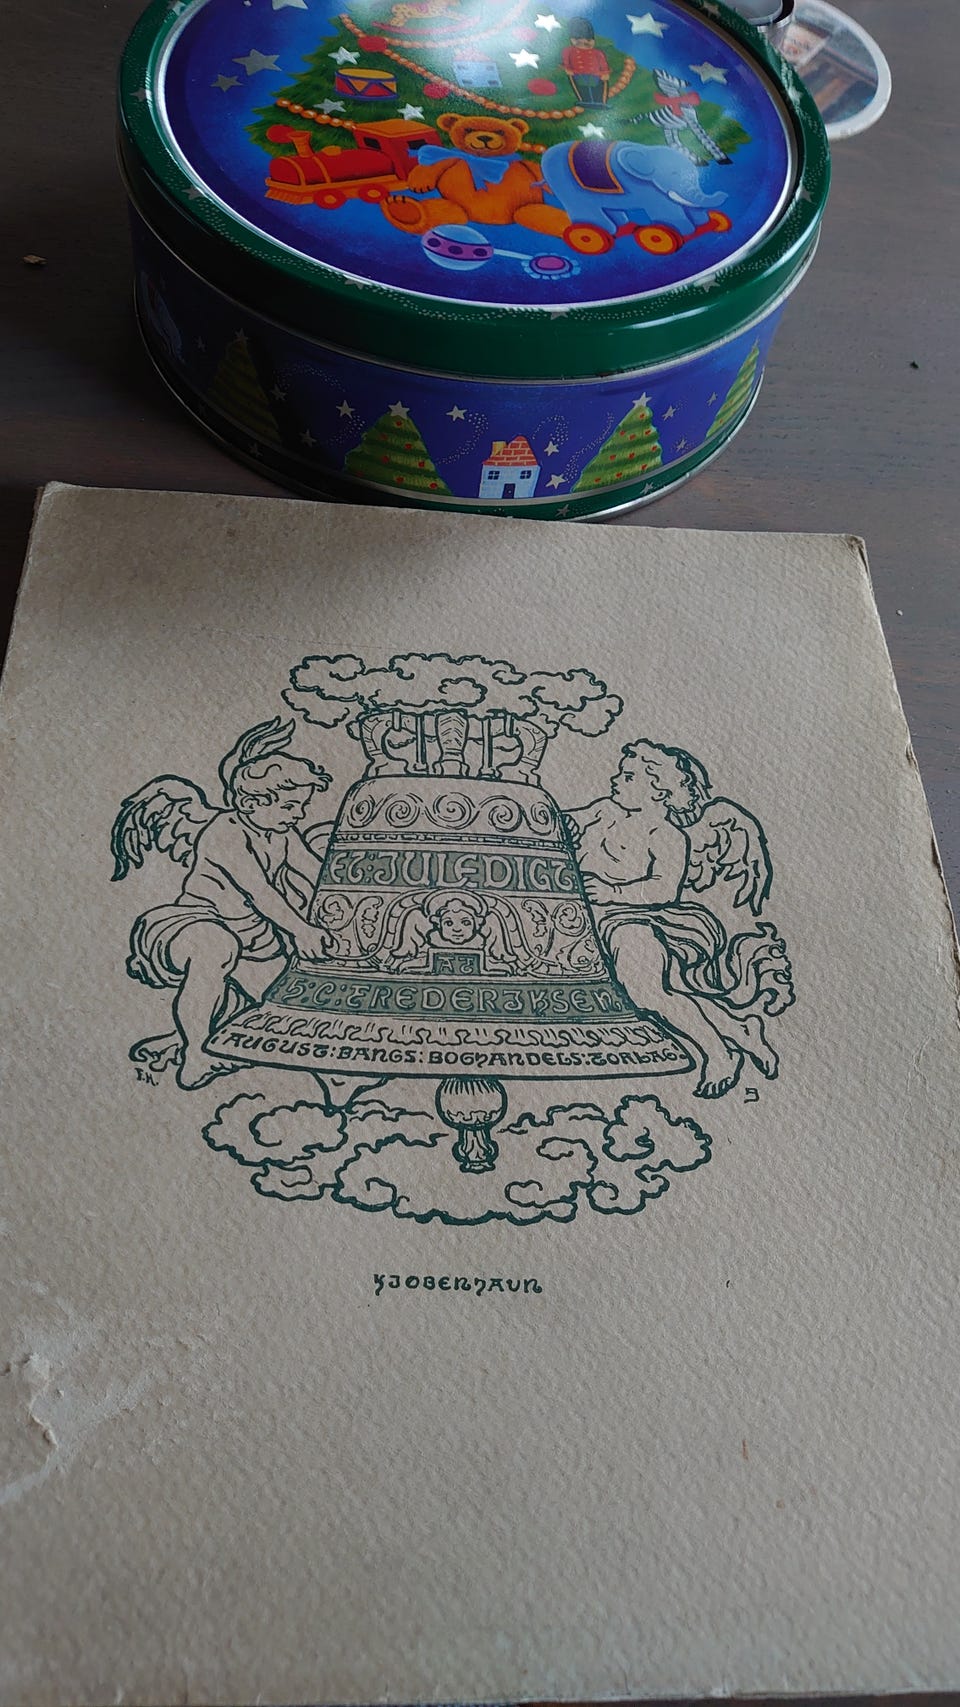 ET:JULEDIGT
AF
H:C:FREDERIKSEN
AUGUST:BANGS:BOGHANDELS:FORLAG
F.H.
KJOBENHAVN